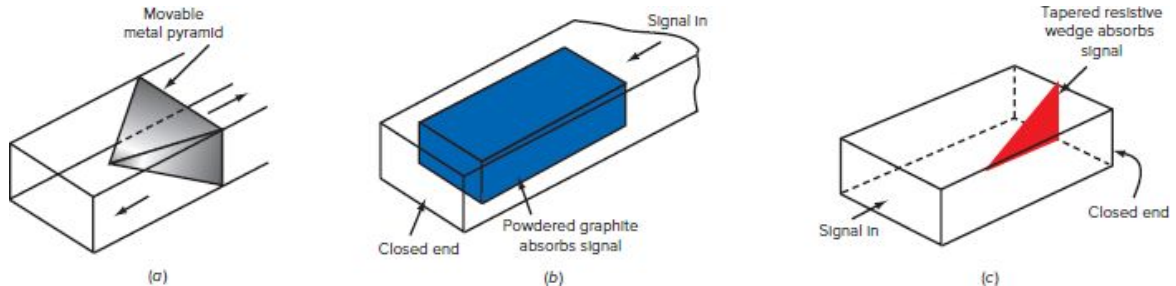 Movable
metal pyramid
(a)
Signal in
Closed end
Powdered graphite
absorbs signal
(b)
Tapered resistive
wedge absorbs
signal
Signal in
Closed end
(c)